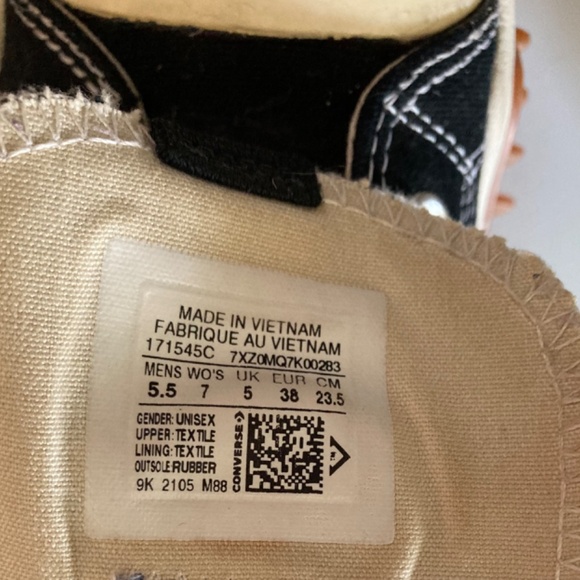 MADE IN VIETNAM
FABRIQUE AU VIETNAM
171545C 7XZ0MQ7K00283
MENS WO'S UK EUR CM
5.5 7 5 38 23.5
GENDER: UNISEX
UPPER: TEXTILE
LINING: TEXTILE
OUTSOLE RUBBER
9K 2105 M88
CONVERSE
TM